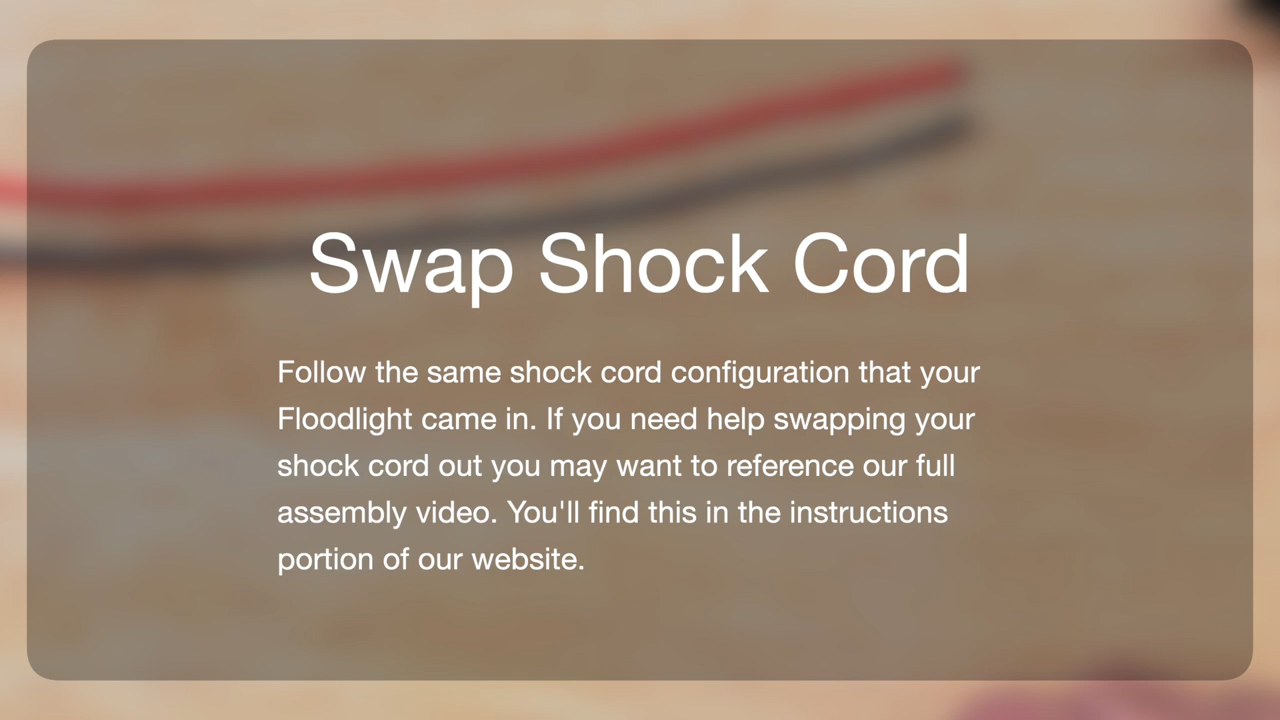 Swap Shock Cord
Follow the same shock cord configuration that your
Floodlight came in. If you need help swapping your
shock cord out you may want to reference our full
assembly video. You'll find this in the instructions
portion of our website.